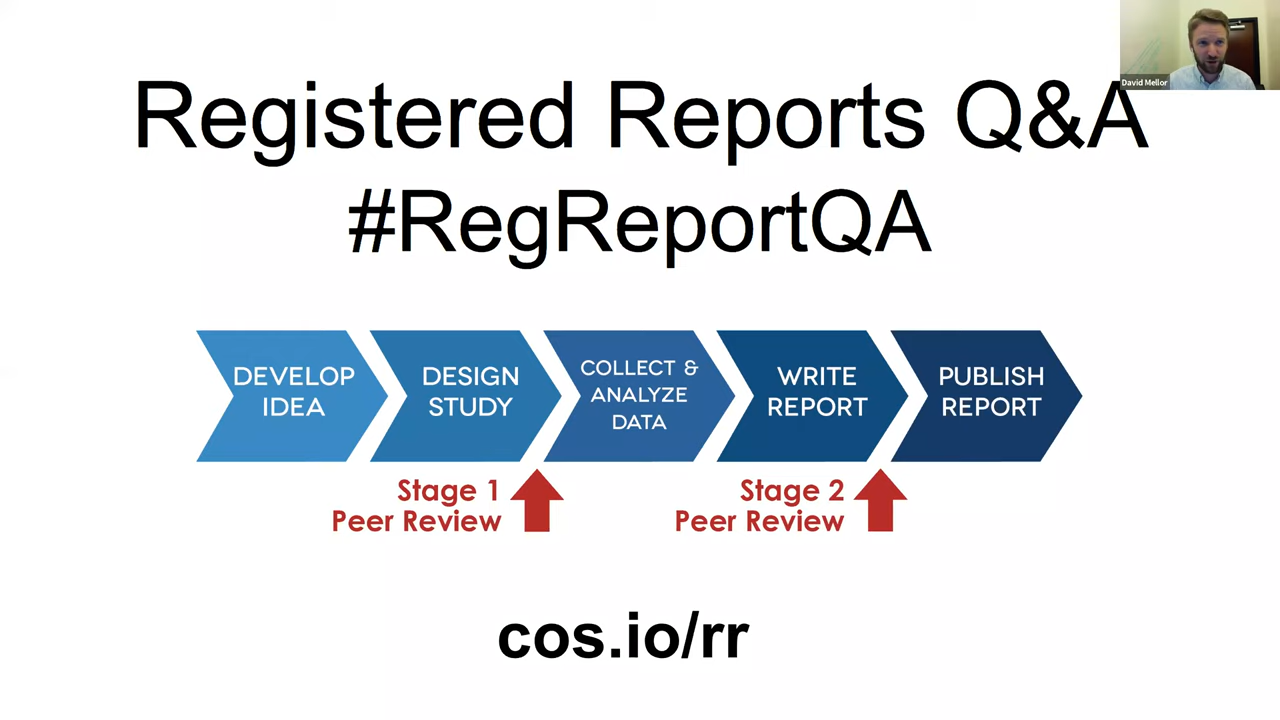 Registered Reports Q&A
#RegReportQA
David Mellor
DEVELOP
IDEA
DESIGN
STUDY
COLLECT &
ANALYZE
DATA
WRITE
REPORT
PUBLISH
REPORT
Stage 1
Peer Review
Stage 2
Peer Review
cos.io/rr